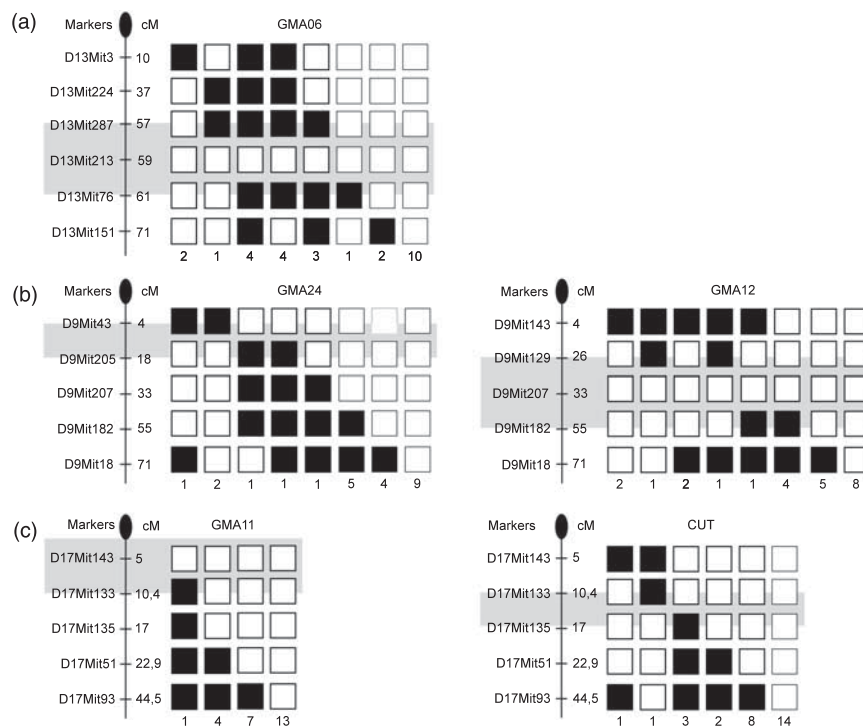 (a)
Markers cM GMA06
D13Mit3 10
D13Mit224 37
D13Mit287 57
D13Mit213 59
D13Mit76 61
D13Mit151 71
2 1 4 4 3 1 2 10
(b)
Markers cM GMA24
D9Mit43 4
D9Mit205 18
D9Mit207 33
D9Mit182 55
D9Mit18 71
1 2 1 1 1 5 4 9
Markers cM GMA12
D9Mit143 4
D9Mit129 26
D9Mit207 33
D9Mit182 55
D9Mit18 71
2 1 2 1 1 4 5 8
(c)
Markers cM GMA11
D17Mit143 5
D17Mit133 10,4
D17Mit135 17
D17Mit51 22,9
D17Mit93 44,5
1 4 7 13
Markers cM CUT
D17Mit143 5
D17Mit133 10,4
D17Mit135 17
D17Mit51 22,9
D17Mit93 44,5
1 1 3 2 8 14